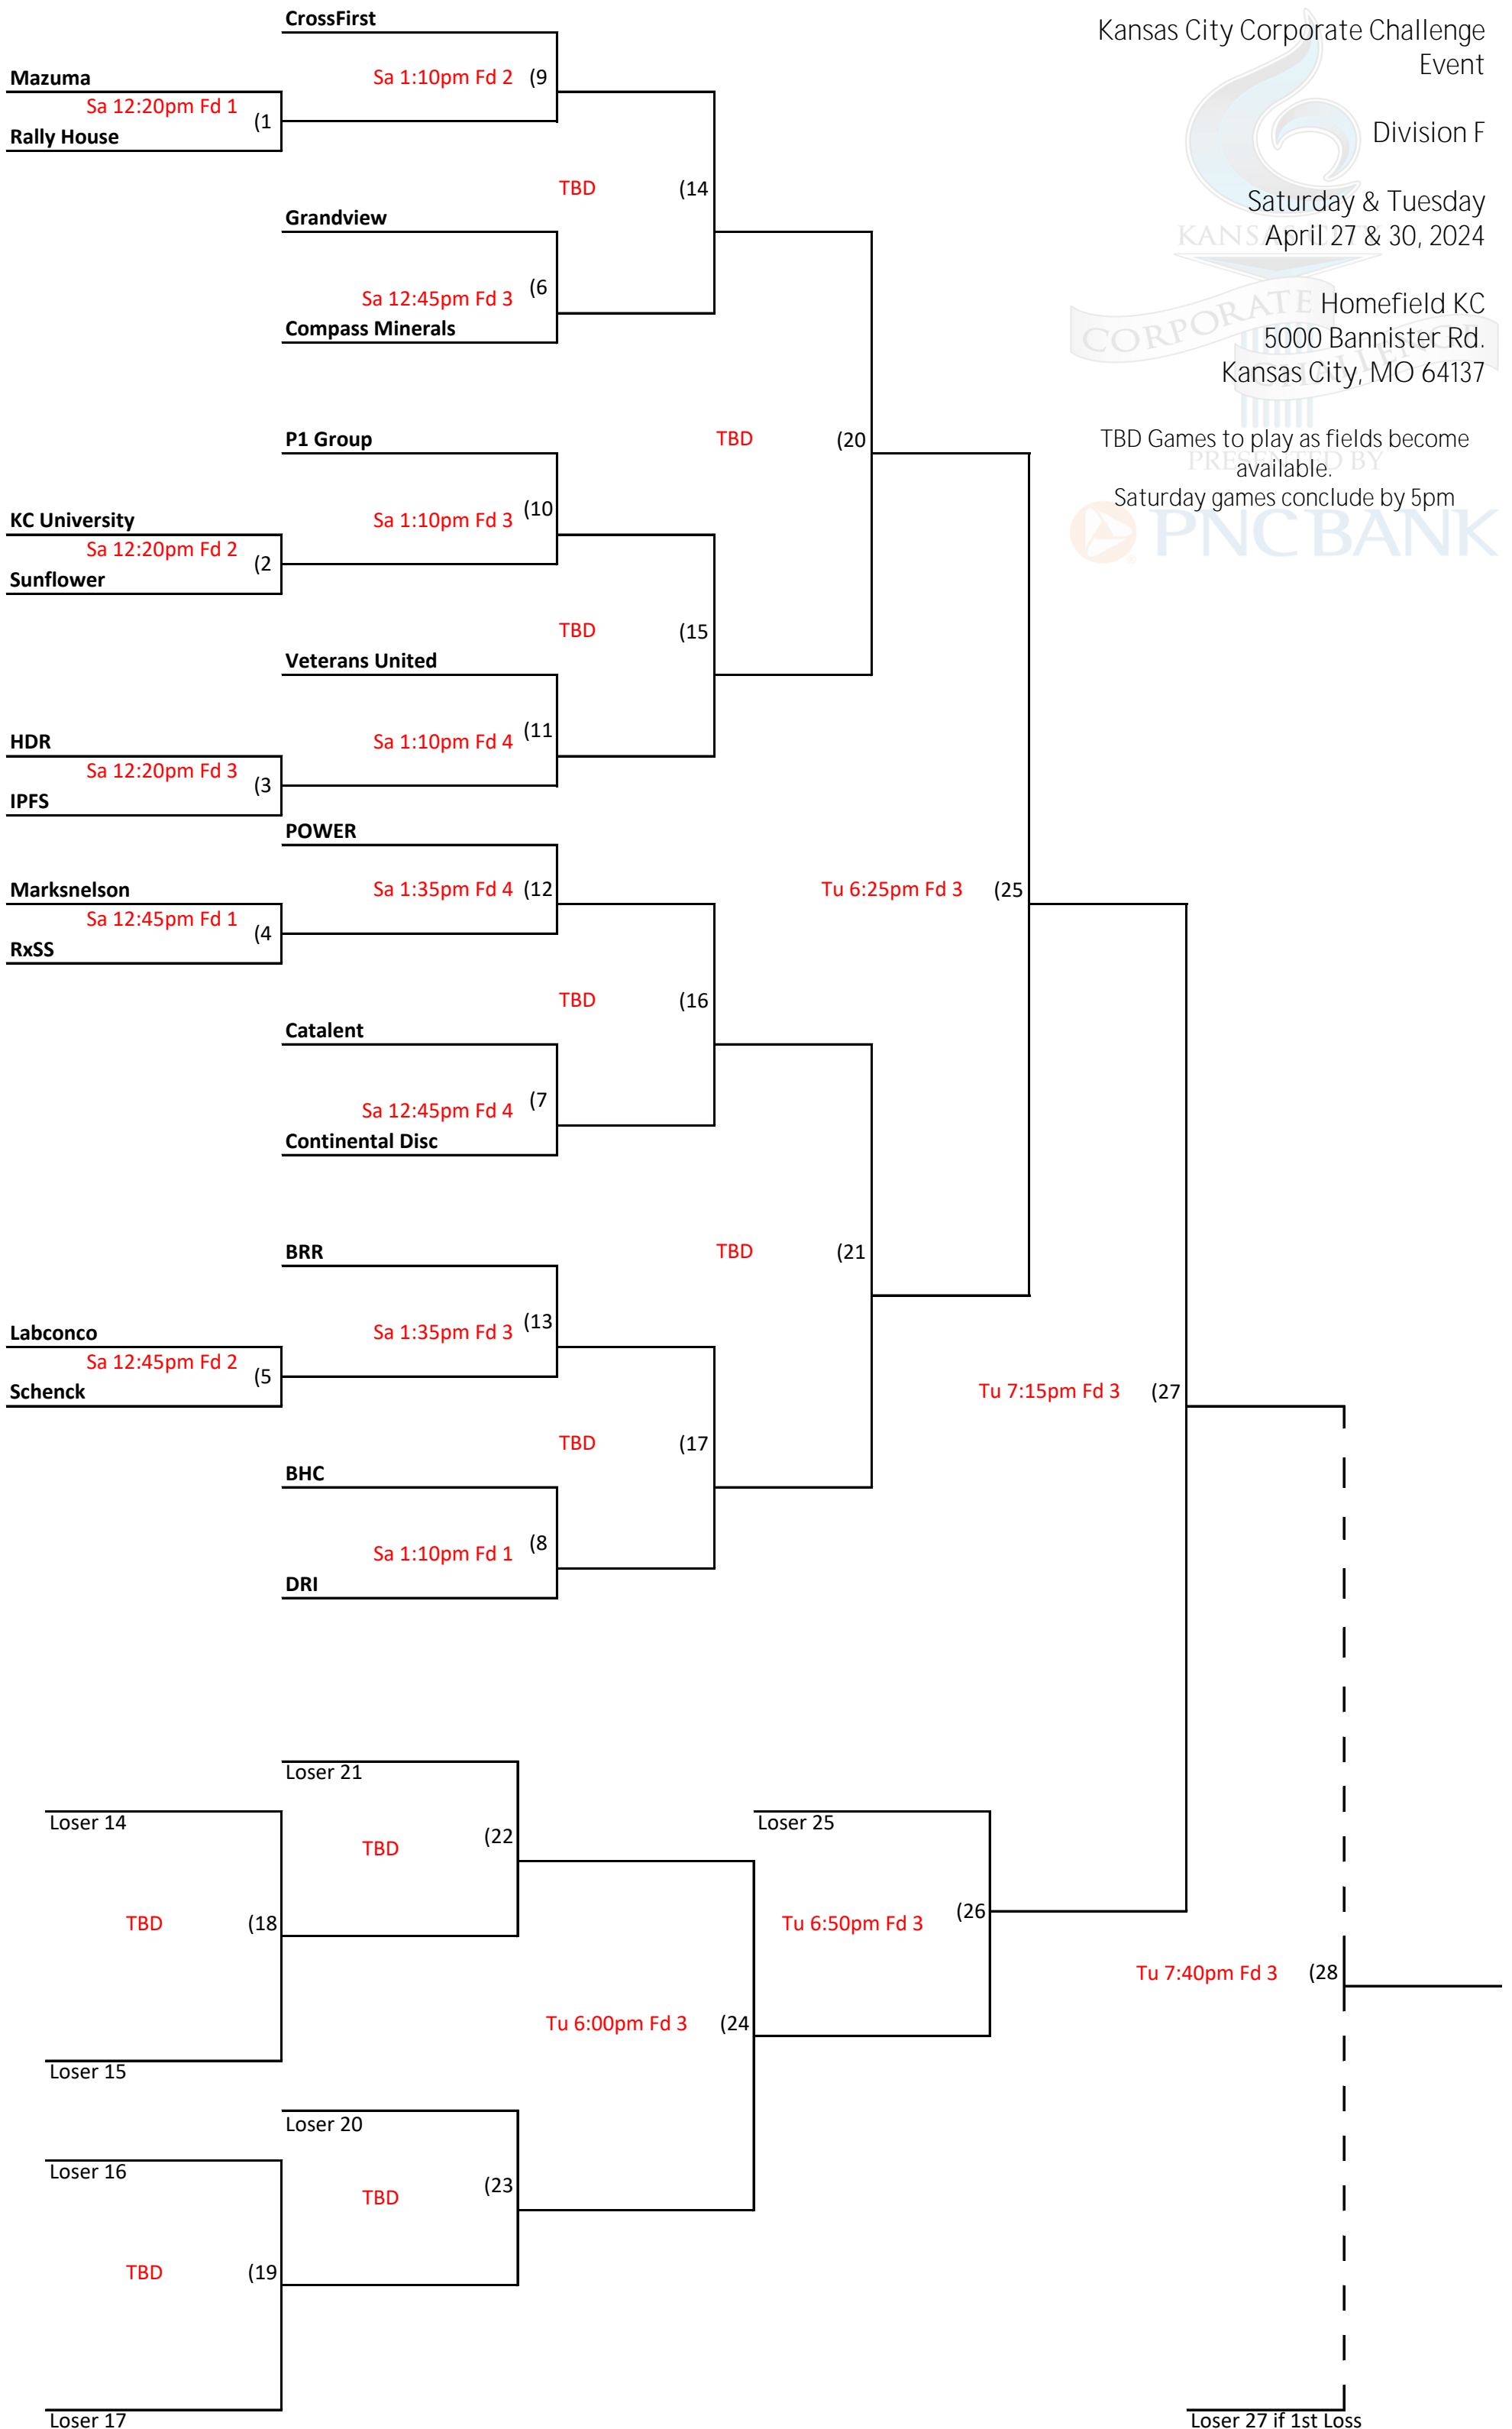 CrossFirst
Kansas City Corporate Challenge
Event
Mazuma
Sa 1:10pm Fd 2 (9
Sa 12:20pm Fd 1
(1
Rally House
Division F
TBD (14
Grandview
Saturday & Tuesday
April 27 & 30, 2024
KANSAS CITY
Sa 12:45pm Fd 3 (6
Compass Minerals
CORPORATE
CHALLENGE
Homefield KC
5000 Bannister Rd.
Kansas City, MO 64137
P1 Group
TBD (20
TBD Games to play as fields become
available.
PRESENTED BY
Saturday games conclude by 5pm
PNC BANK
KC University
Sa 1:10pm Fd 3 (10
Sa 12:20pm Fd 2
(2
Sunflower
TBD (15
Veterans United
HDR
Sa 1:10pm Fd 4 (11
Sa 12:20pm Fd 3
(3
IPFS
POWER
Marksnelson
Sa 1:35pm Fd 4 (12
Tu 6:25pm Fd 3 (25
Sa 12:45pm Fd 1
(4
RxSS
TBD (16
Catalent
Sa 12:45pm Fd 4 (7
Continental Disc
BRR
TBD (21
Labconco
Sa 1:35pm Fd 3 (13
Sa 12:45pm Fd 2
(5
Schenck
Tu 7:15pm Fd 3 (27
TBD (17
BHC
Sa 1:10pm Fd 1 (8
DRI
Loser 21
Loser 14
Loser 25
TBD (22
TBD (18
Tu 6:50pm Fd 3 (26
Tu 7:40pm Fd 3 (28
Tu 6:00pm Fd 3 (24
Loser 15
Loser 20
Loser 16
TBD (23
TBD (19
Loser 17
Loser 27 if 1st Loss